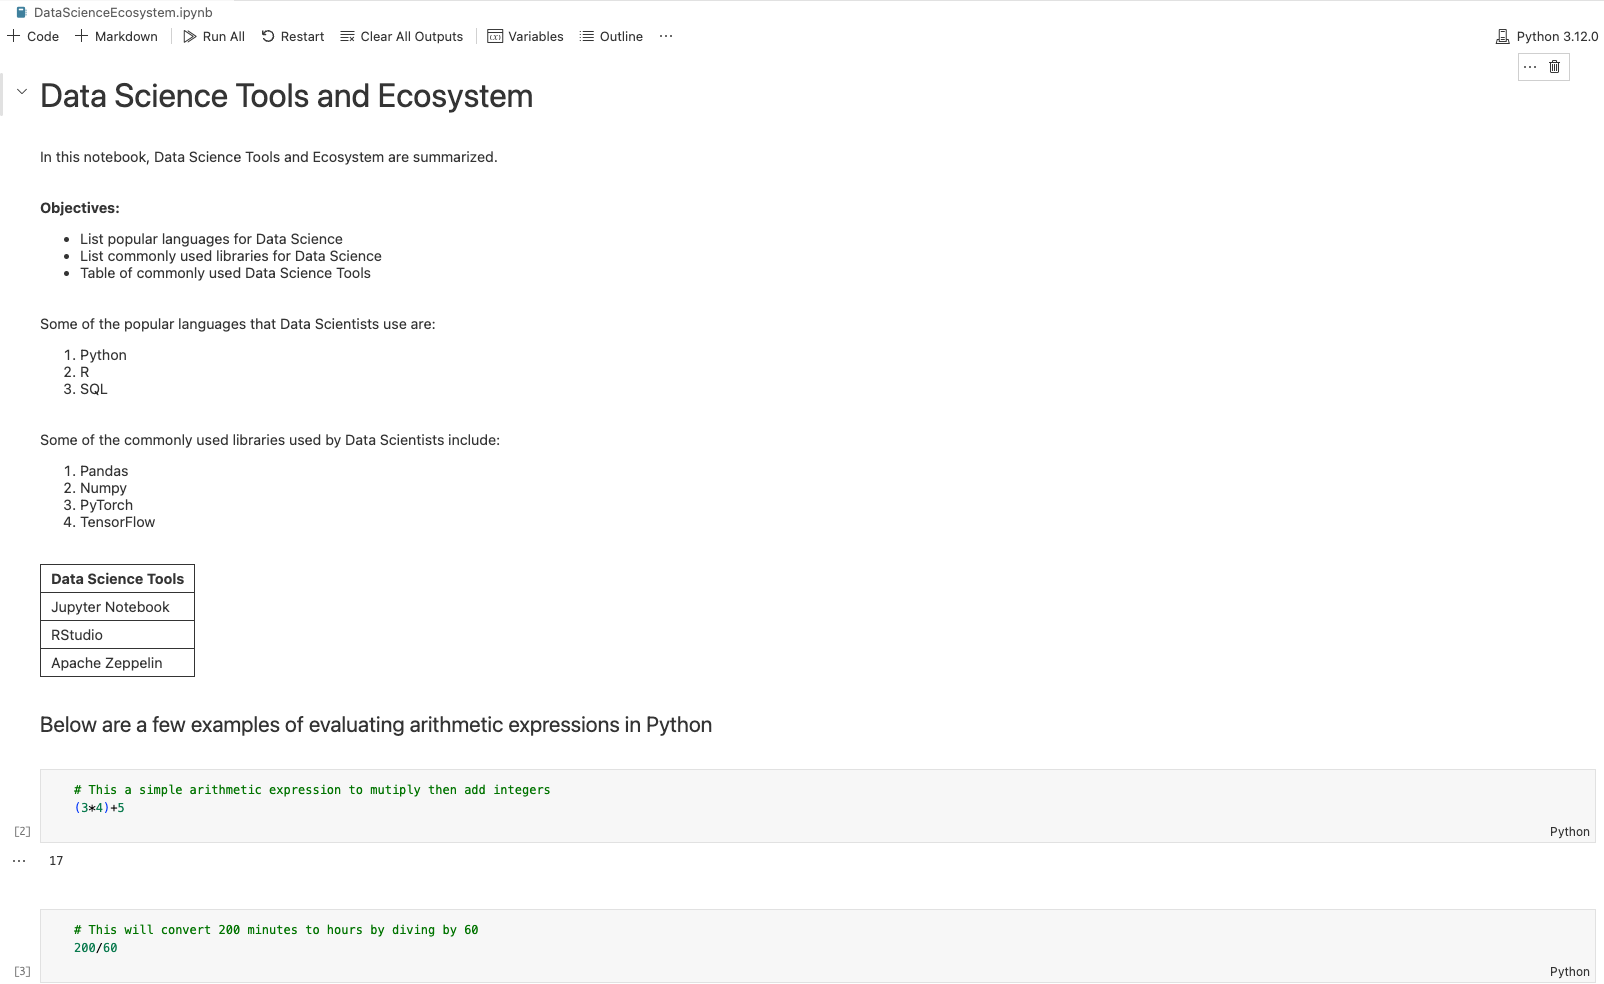 DataScienceEcosystem.ipynb
+ Code + Markdown Run All Restart Clear All Outputs Variables Outline ... Python 3.12.0
...
Data Science Tools and Ecosystem
In this notebook, Data Science Tools and Ecosystem are summarized.
Objectives:
• List popular languages for Data Science
• List commonly used libraries for Data Science
• Table of commonly used Data Science Tools
Some of the popular languages that Data Scientists use are:
1. Python
2. R
3. SQL
Some of the commonly used libraries used by Data Scientists include:
1. Pandas
2. Numpy
3. PyTorch
4. TensorFlow
Data Science Tools
Jupyter Notebook
RStudio
Apache Zeppelin
Below are a few examples of evaluating arithmetic expressions in Python
# This a simple arithmetic expression to mutiply then add integers
(3*4)+5
[2] Python
... 17
# This will convert 200 minutes to hours by diving by 60
200/60
[3] Python